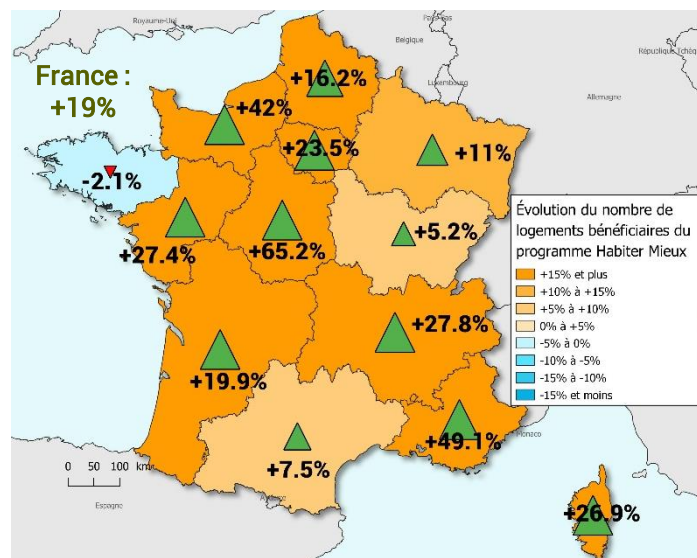 Royaume-Uni
Pays-Bas
Belgique
République Tchèq
Luxembourg
Allemagne
France :
+19%
+16.2%
+42%
+23.5%
+11%
-2.1%
+27.4%
+65.2%
+5.2%
Évolution du nombre de
logements bénéficiaires du
programme Habiter Mieux
+15% et plus
+10% à +15%
+5% à +10%
0% à +5%
-5% à 0%
-10% à -5%
-15% à -10%
-15% et moins
+27.8%
+19.9%
+49.1%
Monaco
+7.5%
0 50 100 km
Espagne
+26.9%